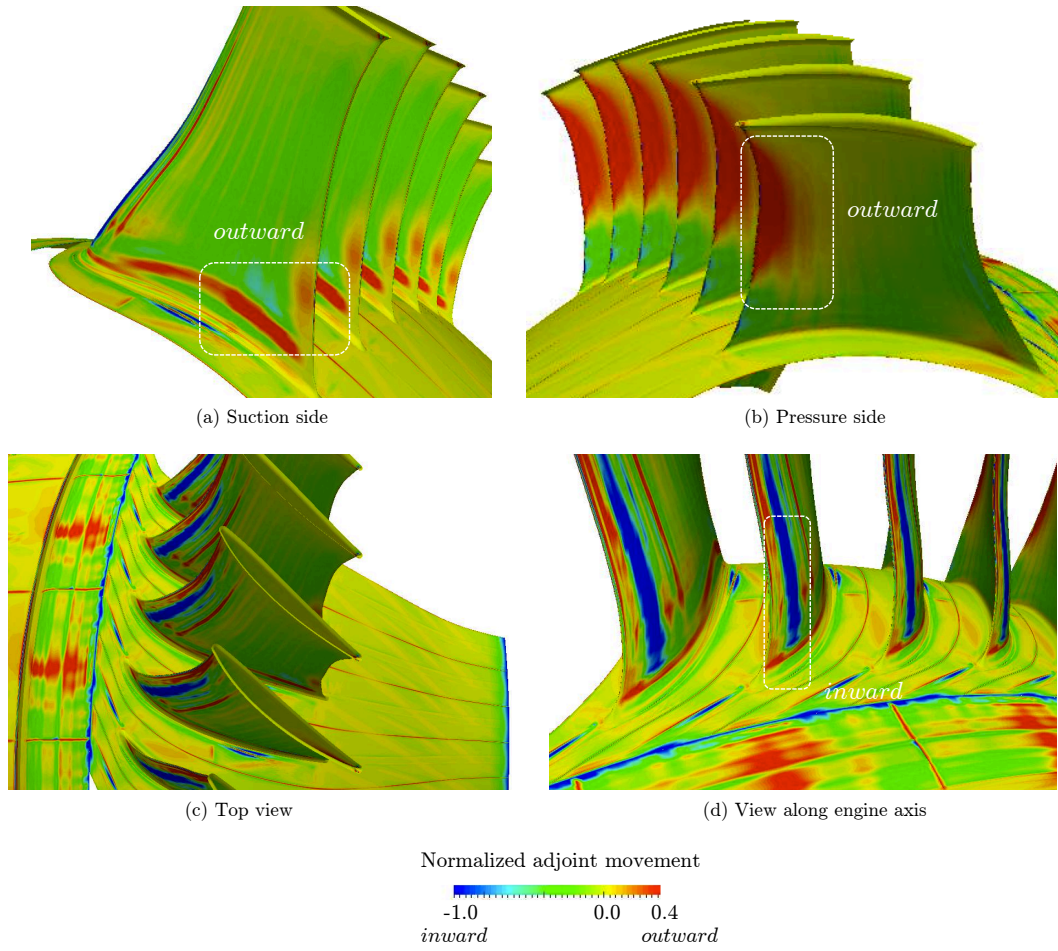 outward
outward
(a) Suction side
(b) Pressure side
inward
(c) Top view
(d) View along engine axis
Normalized adjoint movement
-1.0
0.0
0.4
inward
outward